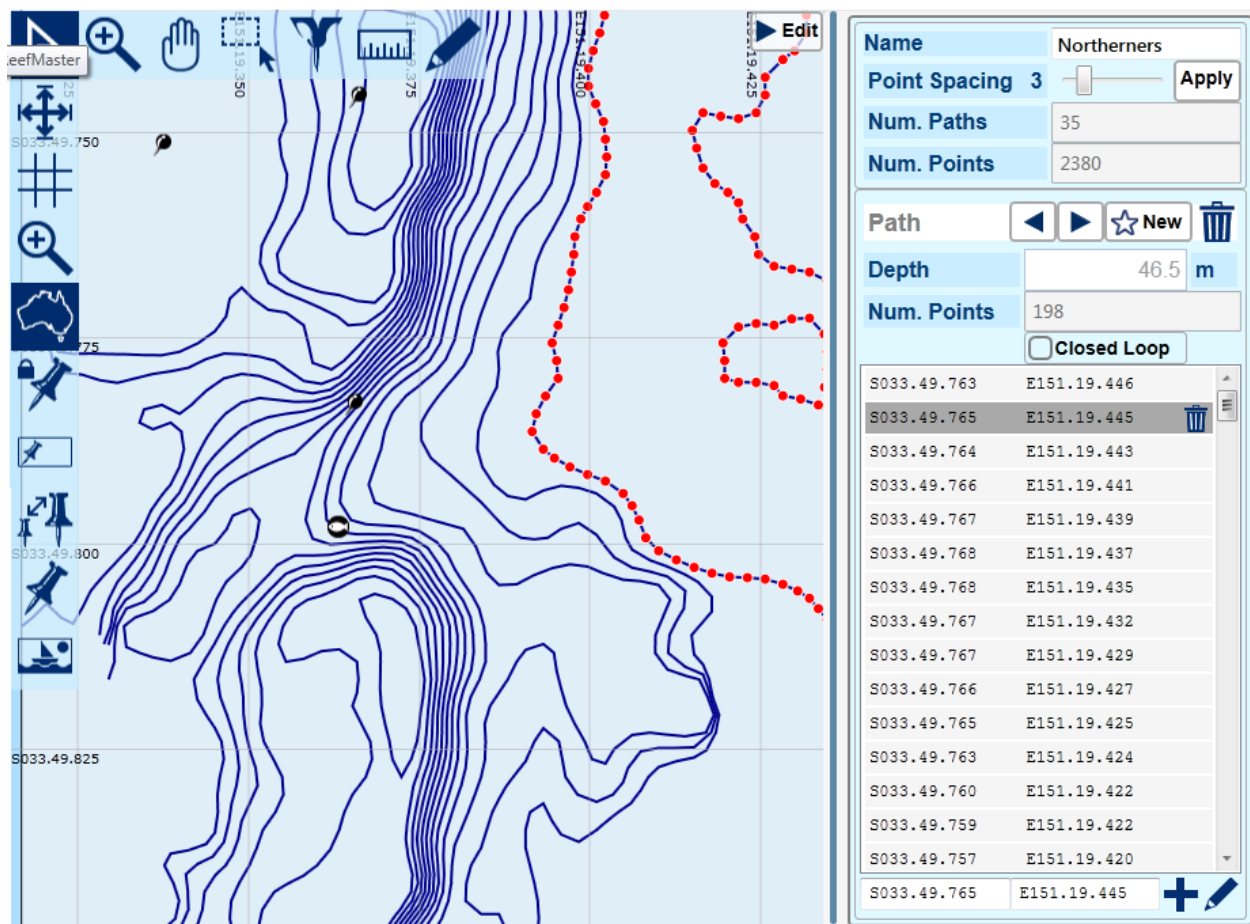 Edit
eefMaster
25
E151.19.350
E151.19.375
E151.19.400
E151.19.425
S033.49.750
775
S033.49.800
S033.49.825
Name Northerners
Point Spacing 3 Apply
Num. Paths 35
Num. Points 2380
Path New
Depth 46.5 m
Num. Points 198
Closed Loop
S033.49.763 E151.19.446
S033.49.765 E151.19.445
S033.49.764 E151.19.443
S033.49.766 E151.19.441
S033.49.767 E151.19.439
S033.49.768 E151.19.437
S033.49.768 E151.19.435
S033.49.767 E151.19.432
S033.49.767 E151.19.429
S033.49.766 E151.19.427
S033.49.765 E151.19.425
S033.49.763 E151.19.424
S033.49.760 E151.19.422
S033.49.759 E151.19.422
S033.49.757 E151.19.420
S033.49.765 E151.19.445